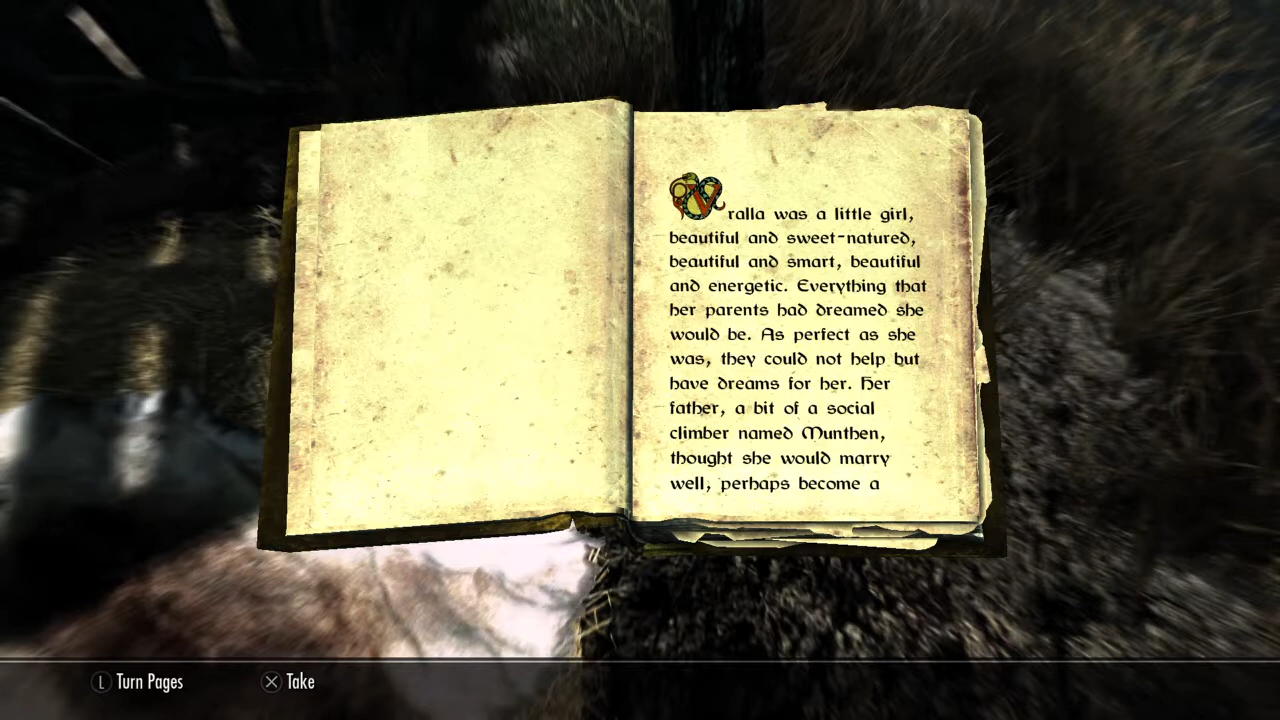 Vralla was a little girl,
beautiful and sweet-natured,
beautiful and smart, beautiful
and energetic. Everything that
her parents had dreamed she
would be. As perfect as she
was, they could not help but
have dreams for her. Her
father, a bit of a social
climber named Munthen,
thought she would marry
well, perhaps become a
L Turn Pages
X Take